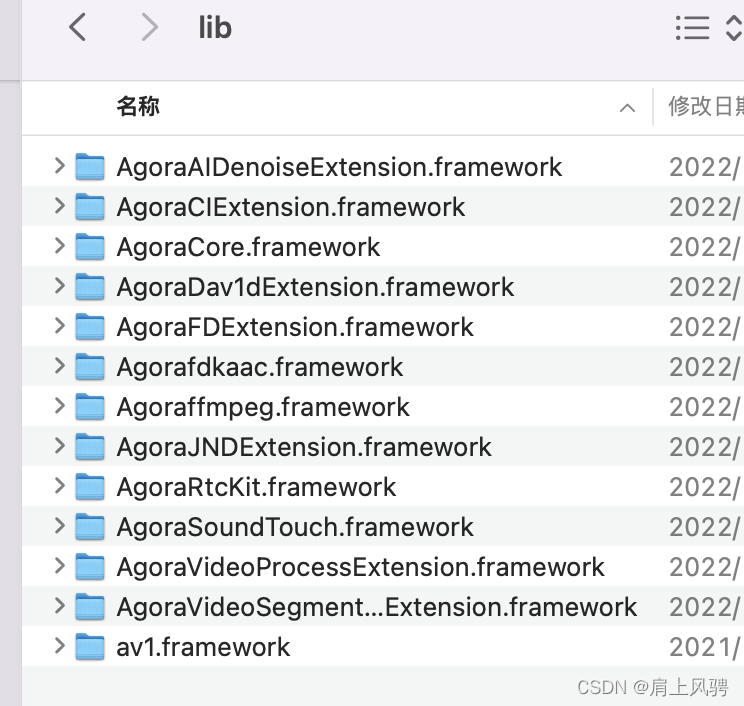 lib
名称 修改日期
AgoraAIDenoiseExtension.framework 2022/
AgoraCIExtension.framework 2022/
AgoraCore.framework 2022/
AgoraDav1dExtension.framework 2022/
AgoraFDExtension.framework 2022/
Agorafdkaac.framework 2022/
Agoraffmpeg.framework 2022/
AgoraJNDExtension.framework 2022/
AgoraRtcKit.framework 2022/
AgoraSoundTouch.framework 2022/
AgoraVideoProcessExtension.framework 2022/
AgoraVideoSegment...Extension.framework 2022/
av1.framework 2021/
CSDN @肩上风骋